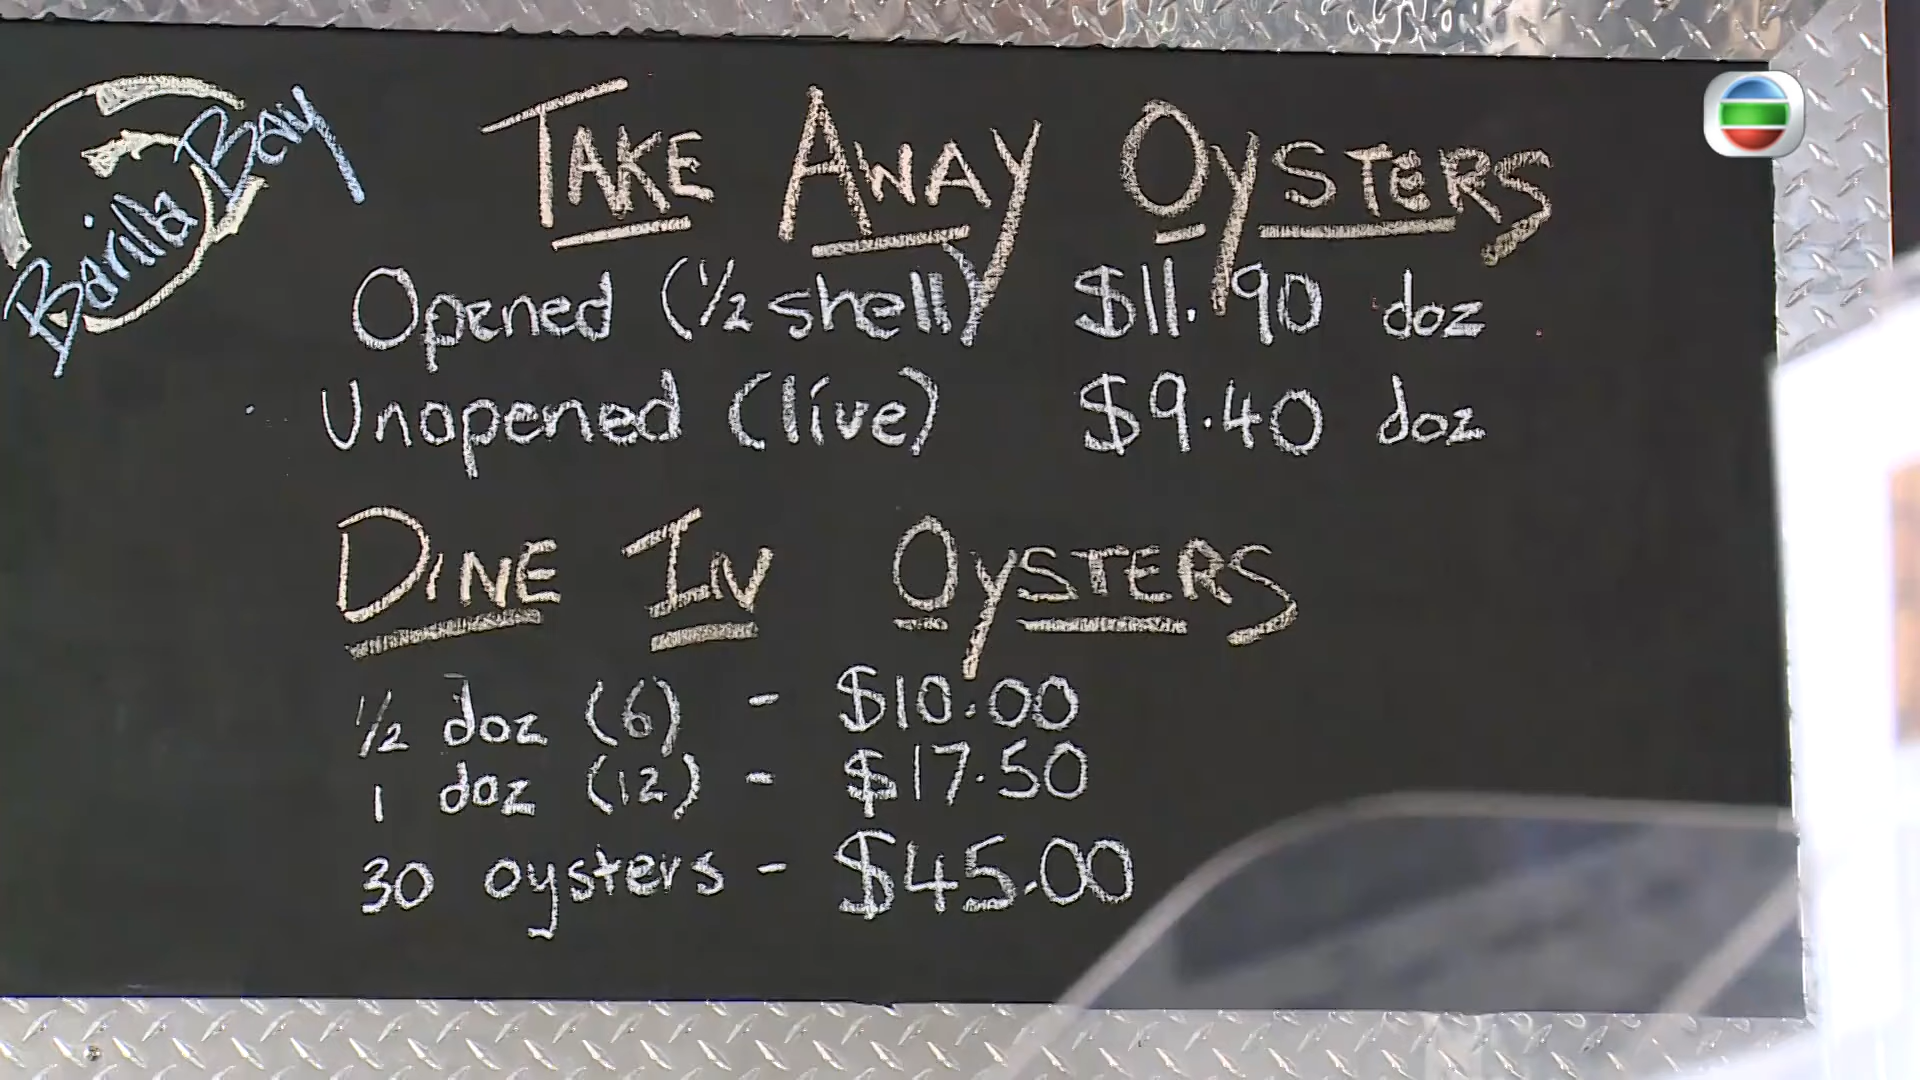 Barilla Bay
TAKE AWAY OYSTERS
Opened (1/2 shell) $11.90 doz
Unopened (live) $9.40 doz
DINE IN OYSTERS
1/2 doz (6) - $10.00
1 doz (12) - $17.50
30 oysters - $45.00